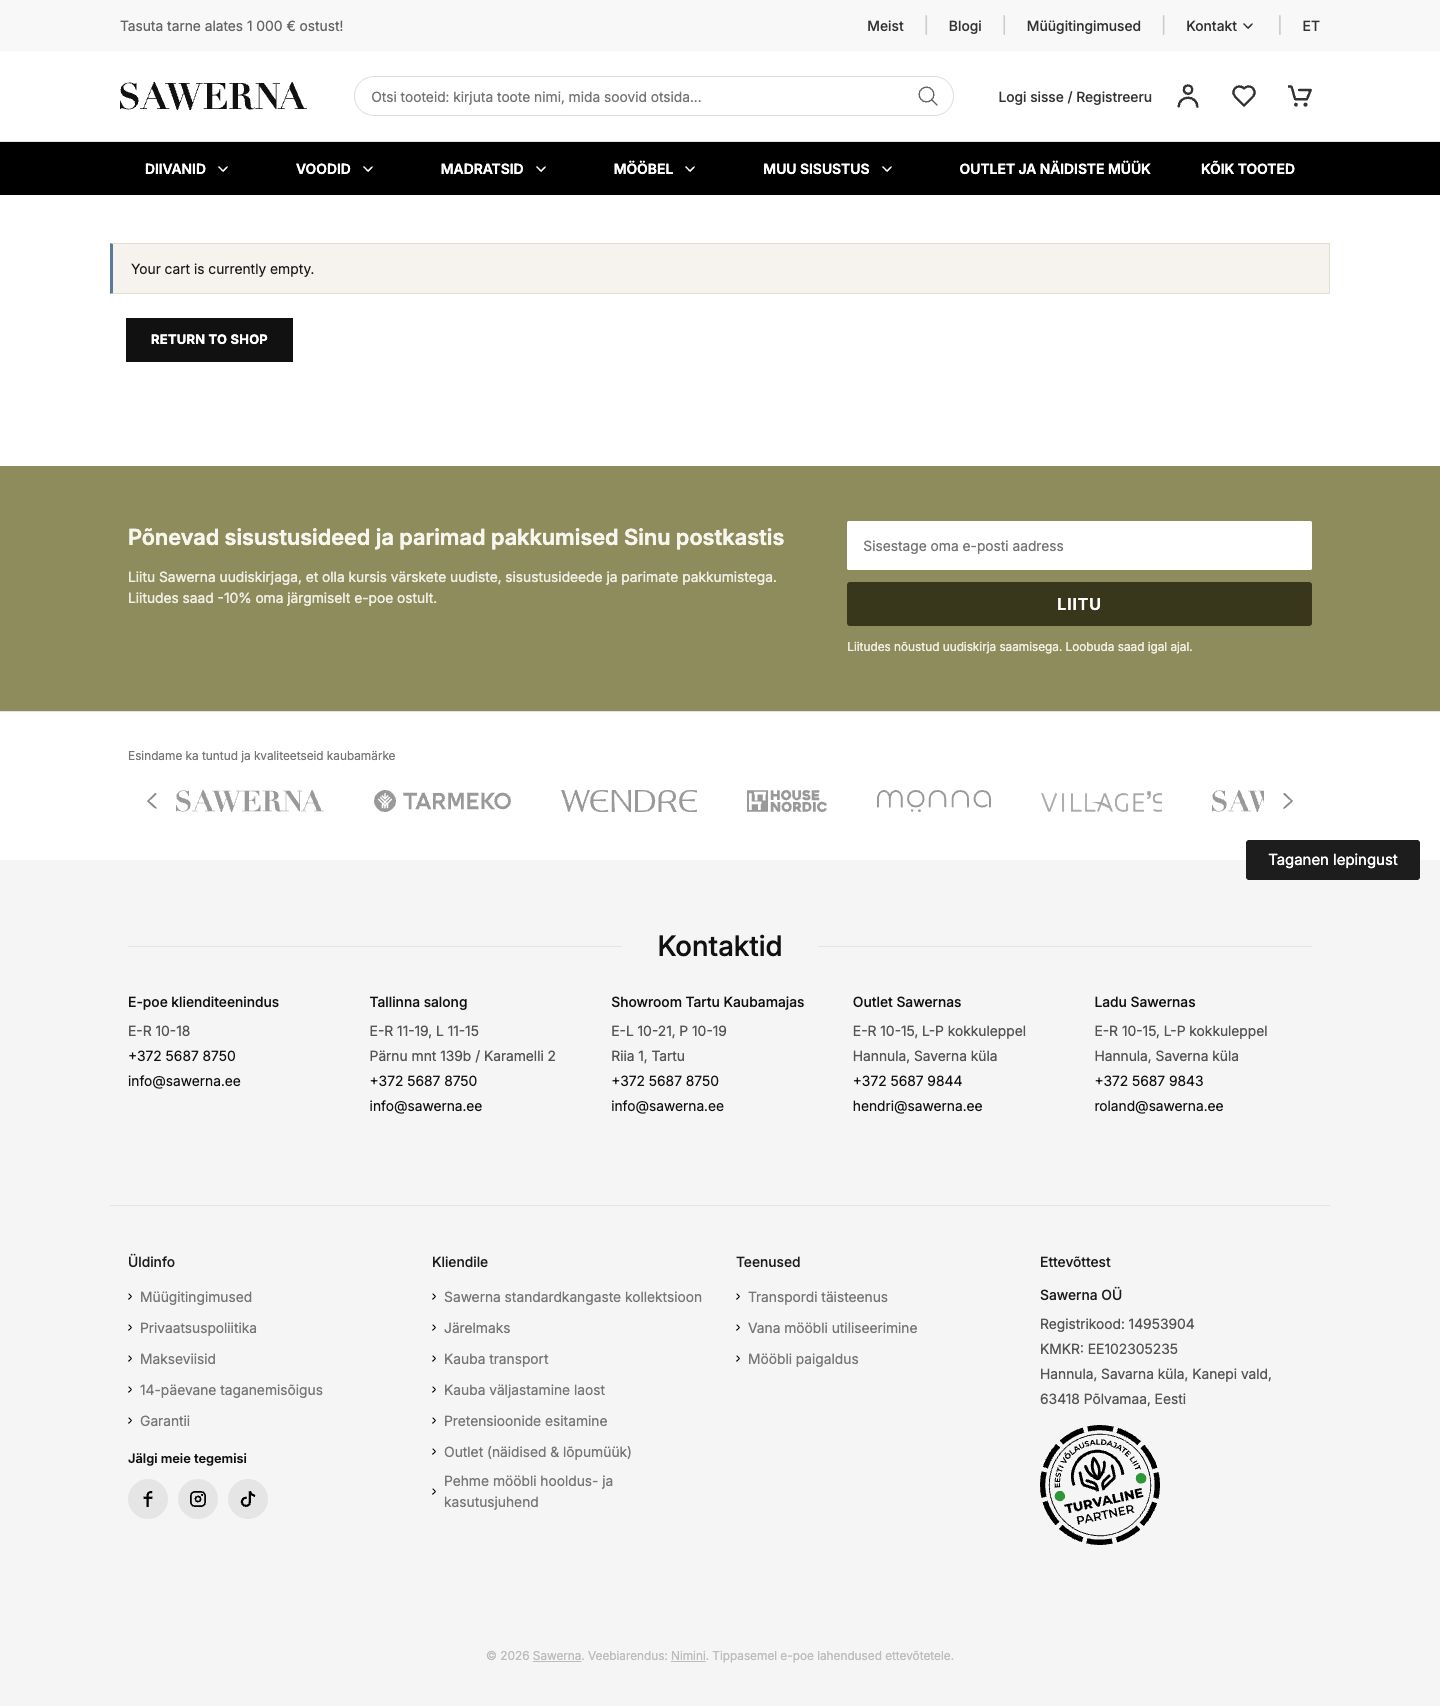 Tasuta tarne alates 1 000 € ostust!
Meist
Blogi
Müügitingimused
Kontakt
ET
SAWERNA
Otsi tooteid: kirjuta toote nimi, mida soovid otsida...
Logi sisse / Registreeru
DIIVANID
VOODID
MADRATSID
MÖÖBEL
MUU SISUSTUS
OUTLET JA NÄIDISTE MÜÜK
KÕIK TOOTED
Your cart is currently empty.
RETURN TO SHOP
Põnevad sisustusideed ja parimad pakkumised Sinu postkastis
Liitu Sawerna uudiskirjaga, et olla kursis värskete uudiste, sisustusideede ja parimate pakkumistega.
Liitudes saad -10% oma järgmiselt e-poe ostult.
Sisestage oma e-posti aadress
LIITU
Liitudes nõustud uudiskirja saamisega. Loobuda saad igal ajal.
Esindame ka tuntud ja kvaliteetseid kaubamärke
SAWERNA
TARMEKO
WENDRE
HOUSE NORDIC
monna
VILLAGE'S
SAW
Taganen lepingust
Kontaktid
E-poe klienditeenindus
E-R 10-18
+372 5687 8750
info@sawerna.ee
Tallinna salong
E-R 11-19, L 11-15
Pärnu mnt 139b / Karamelli 2
+372 5687 8750
info@sawerna.ee
Showroom Tartu Kaubamajas
E-L 10-21, P 10-19
Riia 1, Tartu
+372 5687 8750
info@sawerna.ee
Outlet Sawernas
E-R 10-15, L-P kokkuleppel
Hannula, Saverna küla
+372 5687 9844
hendri@sawerna.ee
Ladu Sawernas
E-R 10-15, L-P kokkuleppel
Hannula, Saverna küla
+372 5687 9843
roland@sawerna.ee
Üldinfo
Müügitingimused
Privaatsuspoliitika
Makseviisid
14-päevane taganemisõigus
Garantii
Jälgi meie tegemisi
Kliendile
Sawerna standardkangaste kollektsioon
Järelmaks
Kauba transport
Kauba väljastamine laost
Pretensioonide esitamine
Outlet (näidised & lõpumüük)
Pehme mööbli hooldus- ja
kasutusjuhend
Teenused
Transpordi täisteenus
Vana mööbli utiliseerimine
Mööbli paigaldus
Ettevõttest
Sawerna OÜ
Registrikood: 14953904
KMKR: EE102305235
Hannula, Savarna küla, Kanepi vald,
63418 Põlvamaa, Eesti
EESTI VÕLAUSALDAJATE LIIT
TURVALINE
PARTNER
© 2026 Sawerna. Veebiarendus: Nimini. Tippasemel e-poe lahendused ettevõtetele.